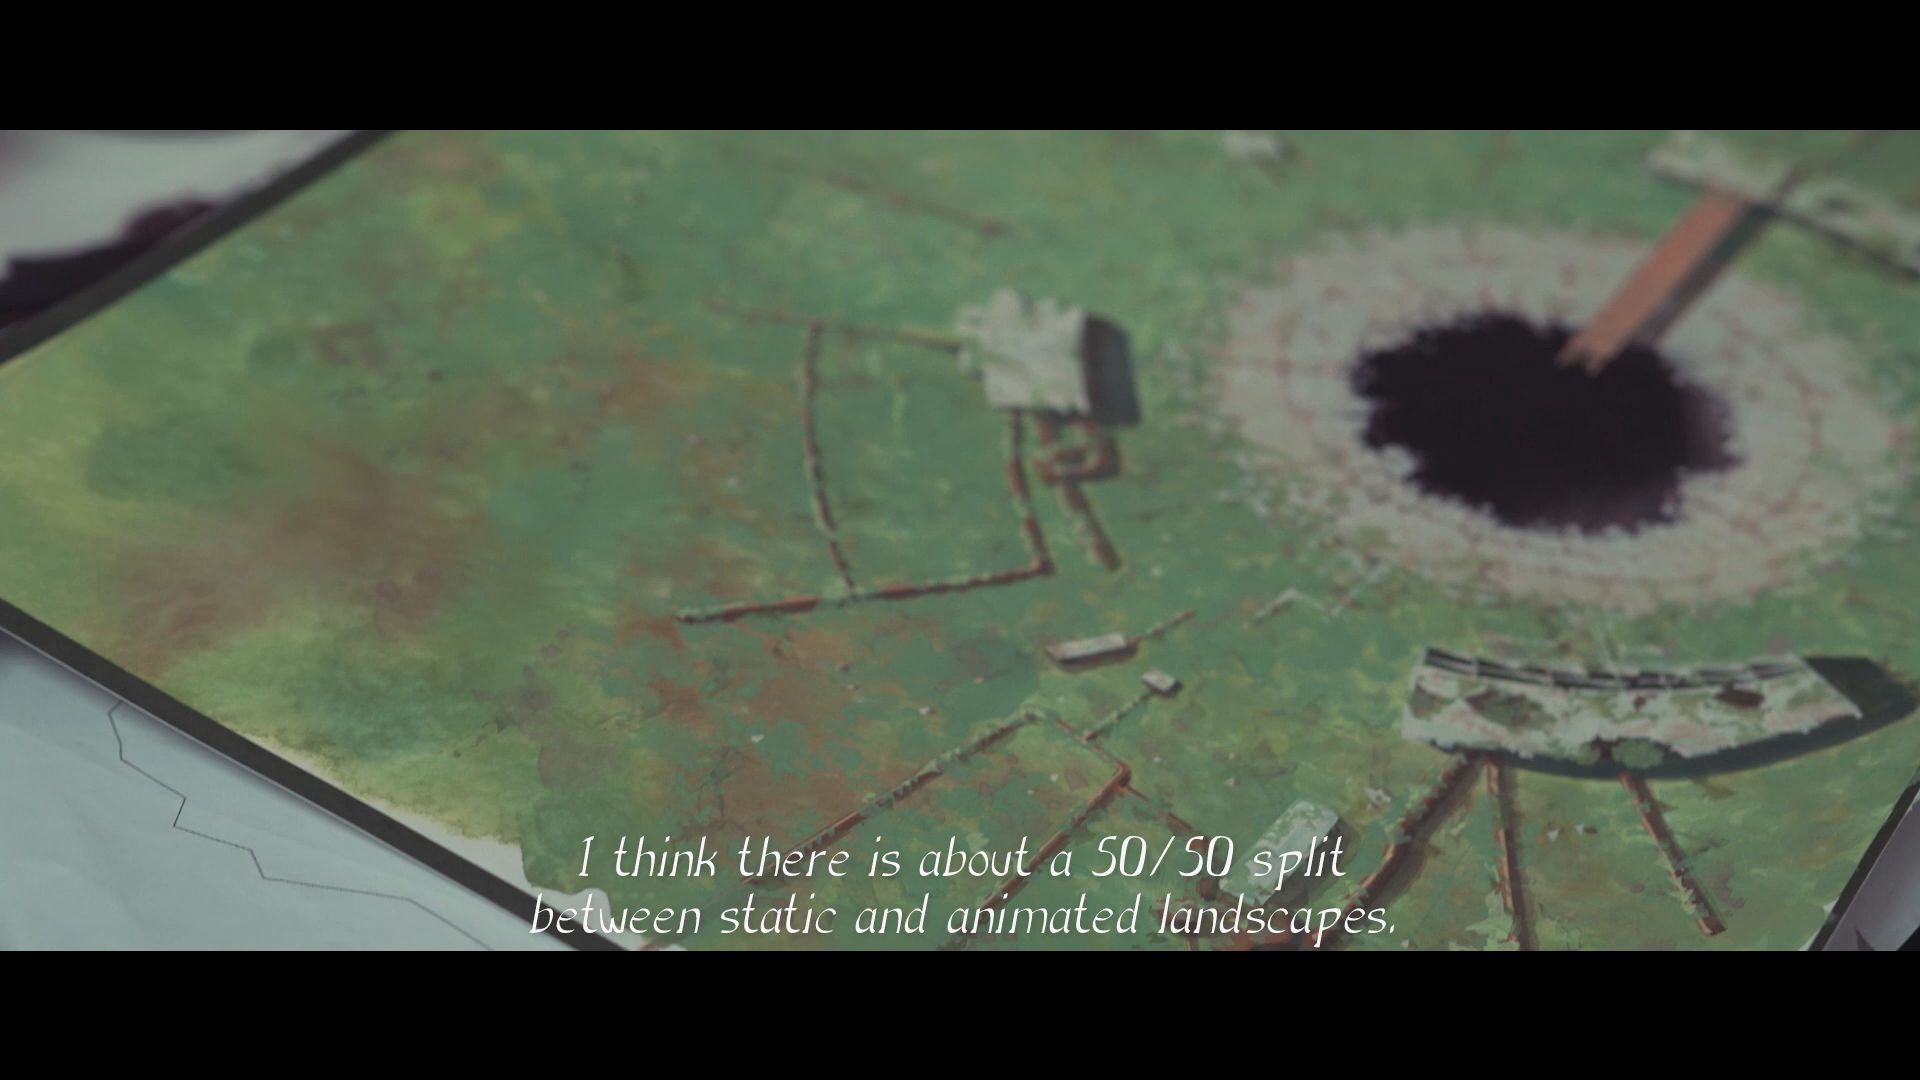 I think there is about a 50/50 split
between static and animated landscapes.